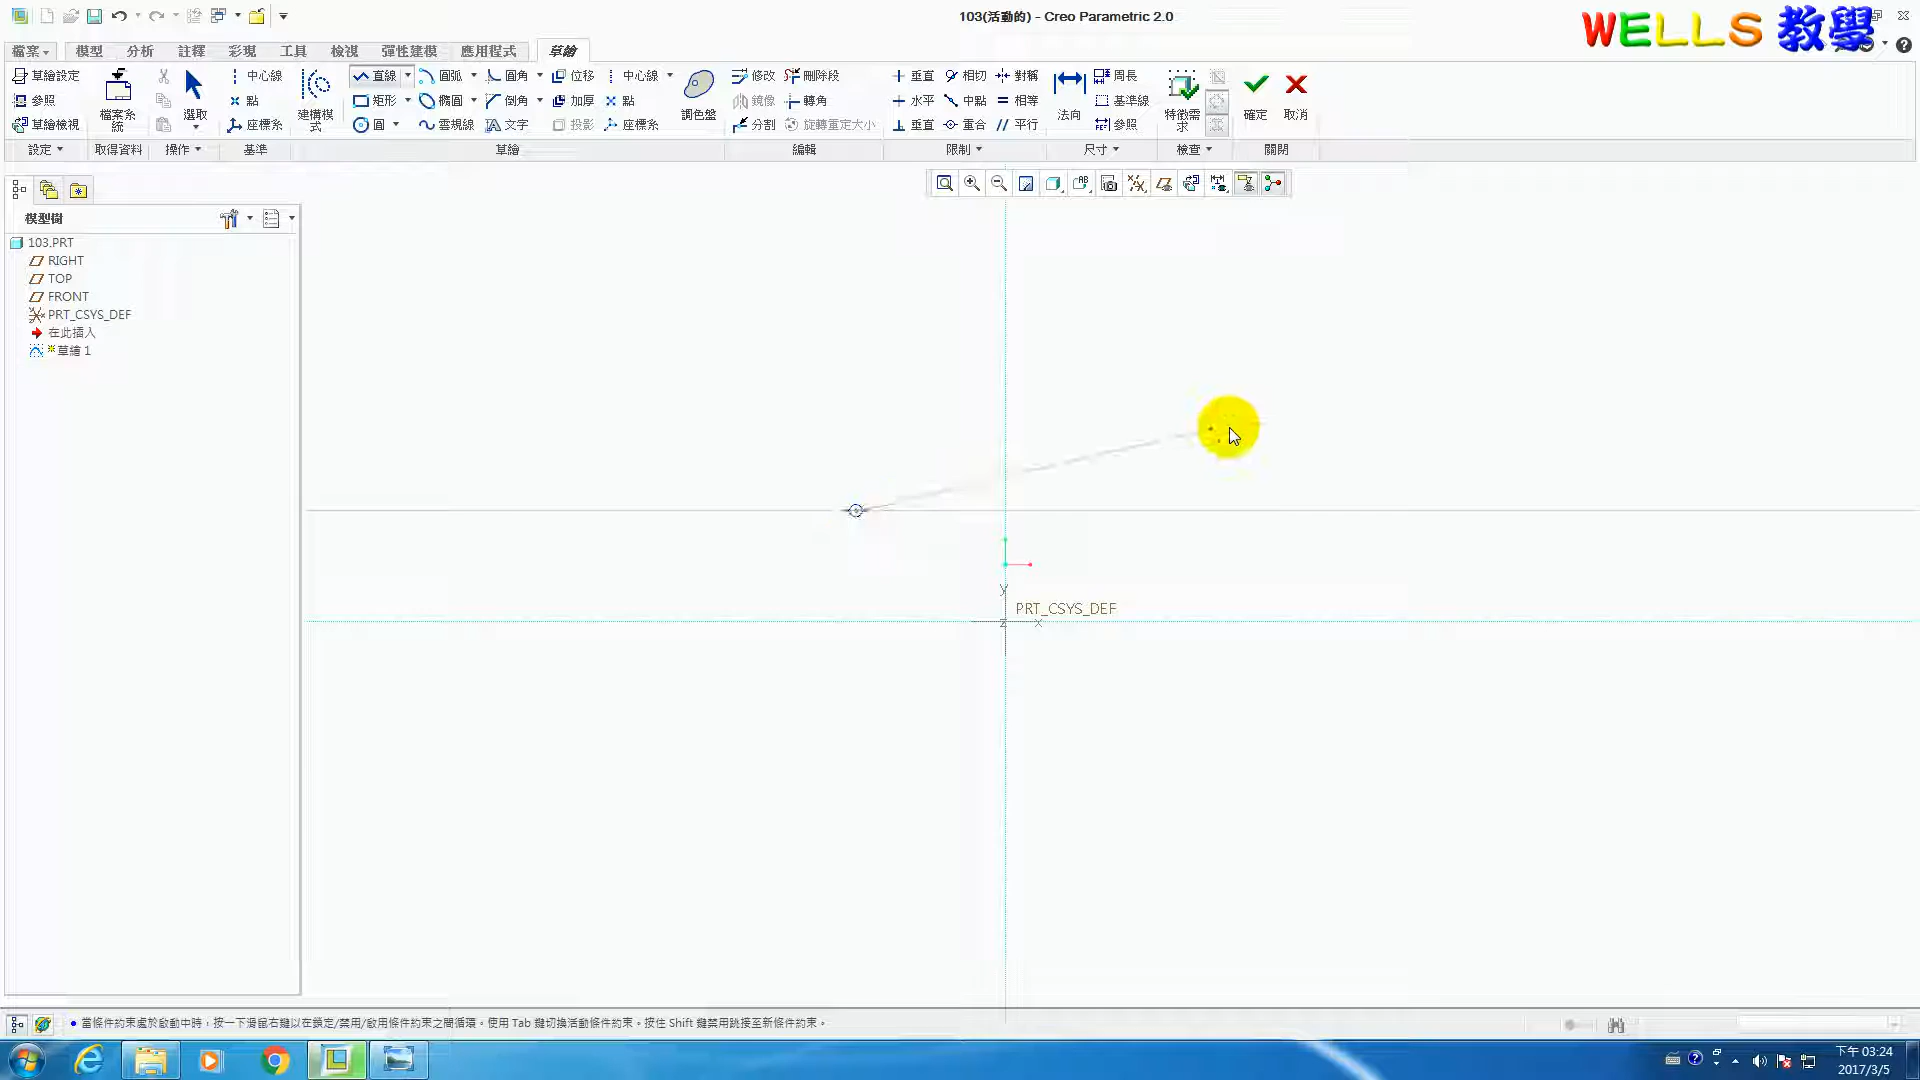 103(活動的) - Creo Parametric 2.0
WELLS 教學
檔案 模型 分析 註釋 彩現 工具 檢視 彈性建模 應用程式 草繪
草繪設定 中心線 直線 圓弧 圓角 位移 中心線 修改 刪除段 垂直 相切 對稱 周長
參照 點 矩形 橢圓 倒角 加厚 點 鏡像 轉角 水平 中點 相等 基準線
草繪檢視 座標系 圓 雲規線 文字 投影 座標系 分割 旋轉重定大小 垂直 重合 平行 參照
檔案系統 選取 建構模式 調色盤 法向 特徵需求 確定 取消
設定 取得資料 操作 基準 草繪 編輯 限制 尺寸 檢查 關閉
模型樹
103.PRT
RIGHT
TOP
FRONT
PRT_CSYS_DEF
在此插入
草繪 1
y
PRT_CSYS_DEF
z x
當條件約束處於啟動中時，按一下滑鼠右鍵以在鎖定/禁用/啟用條件約束之間循環。使用 Tab 鍵切換活動條件約束。按住 Shift 鍵禁用跳接至新條件約束。
下午 03:24
2017/3/5